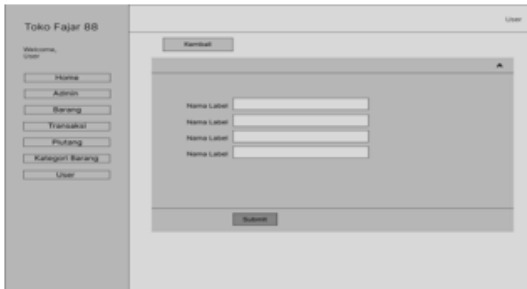 Toko Fajar 88
Welcome,
User
Home
Admin
Barang
Transaksi
Piutang
Kategori Barang
User
User
Kembali
Nama Label
Nama Label
Nama Label
Nama Label
Submit